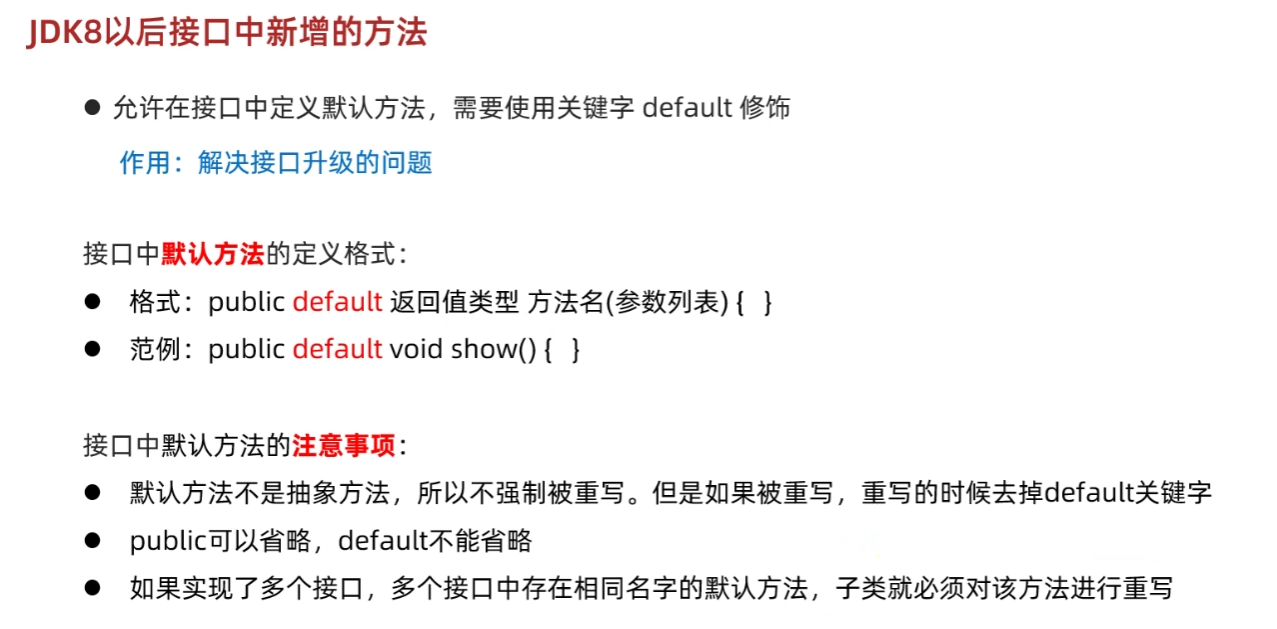 JDK8以后接口中新增的方法
● 允许在接口中定义默认方法，需要使用关键字 default 修饰
作用：解决接口升级的问题
接口中默认方法的定义格式：
● 格式：public default 返回值类型 方法名(参数列表) { }
● 范例：public default void show() { }
接口中默认方法的注意事项：
● 默认方法不是抽象方法，所以不强制被重写。但是如果被重写，重写的时候去掉default关键字
● public可以省略，default不能省略
● 如果实现了多个接口，多个接口中存在相同名字的默认方法，子类就必须对该方法进行重写